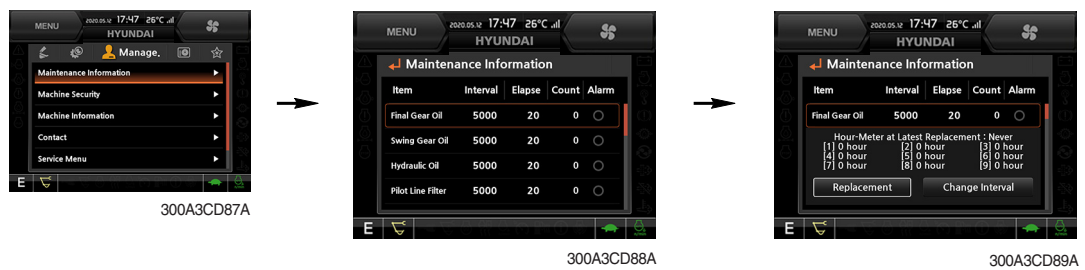 MENU
2020.05.12 17:47 26°C
HYUNDAI
Manage.
Maintenance Information
Machine Security
Machine Information
Contact
Service Menu
E
300A3CD87A
MENU
2020.05.12 17:47 26°C
HYUNDAI
Maintenance Information
Item Interval Elapse Count Alarm
Final Gear Oil 5000 20 0
Swing Gear Oil 5000 20 0
Hydraulic Oil 5000 20 0
Pilot Line Filter 5000 20 0
E
300A3CD88A
MENU
2020.05.12 17:47 26°C
HYUNDAI
Maintenance Information
Item Interval Elapse Count Alarm
Final Gear Oil 5000 20 0
Hour-Meter at Latest Replacement : Never
[1] 0 hour [2] 0 hour [3] 0 hour
[4] 0 hour [5] 0 hour [6] 0 hour
[7] 0 hour [8] 0 hour [9] 0 hour
Replacement Change Interval
E
300A3CD89A